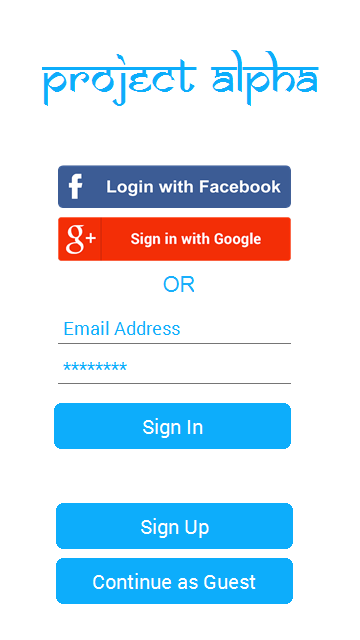 PROJECT ALPHA
f Login with Facebook
g+ Sign in with Google
OR
Email Address
********
Sign In
Sign Up
Continue as Guest